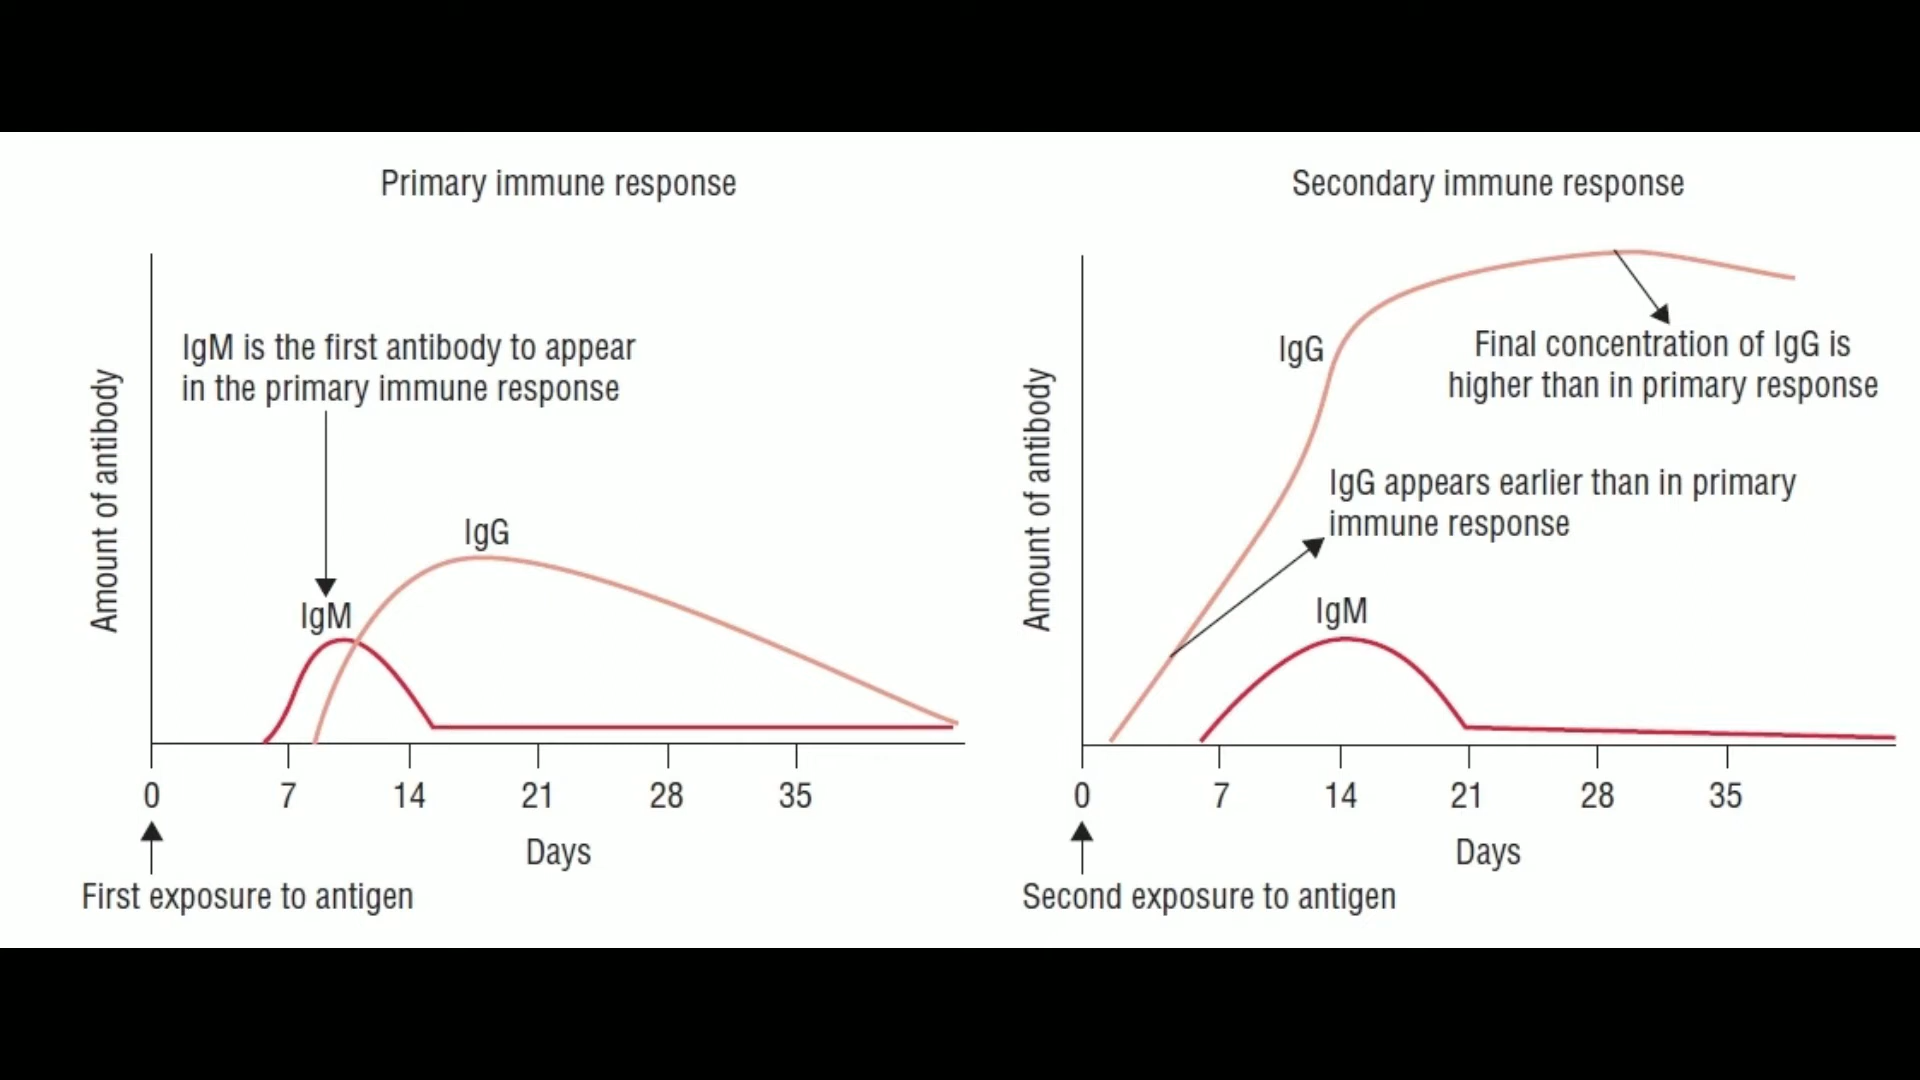 Primary immune response
Amount of antibody
IgM is the first antibody to appear
in the primary immune response
IgM
IgG
0 7 14 21 28 35
Days
First exposure to antigen
Secondary immune response
Amount of antibody
IgG
Final concentration of IgG is
higher than in primary response
IgG appears earlier than in primary
immune response
IgM
0 7 14 21 28 35
Days
Second exposure to antigen